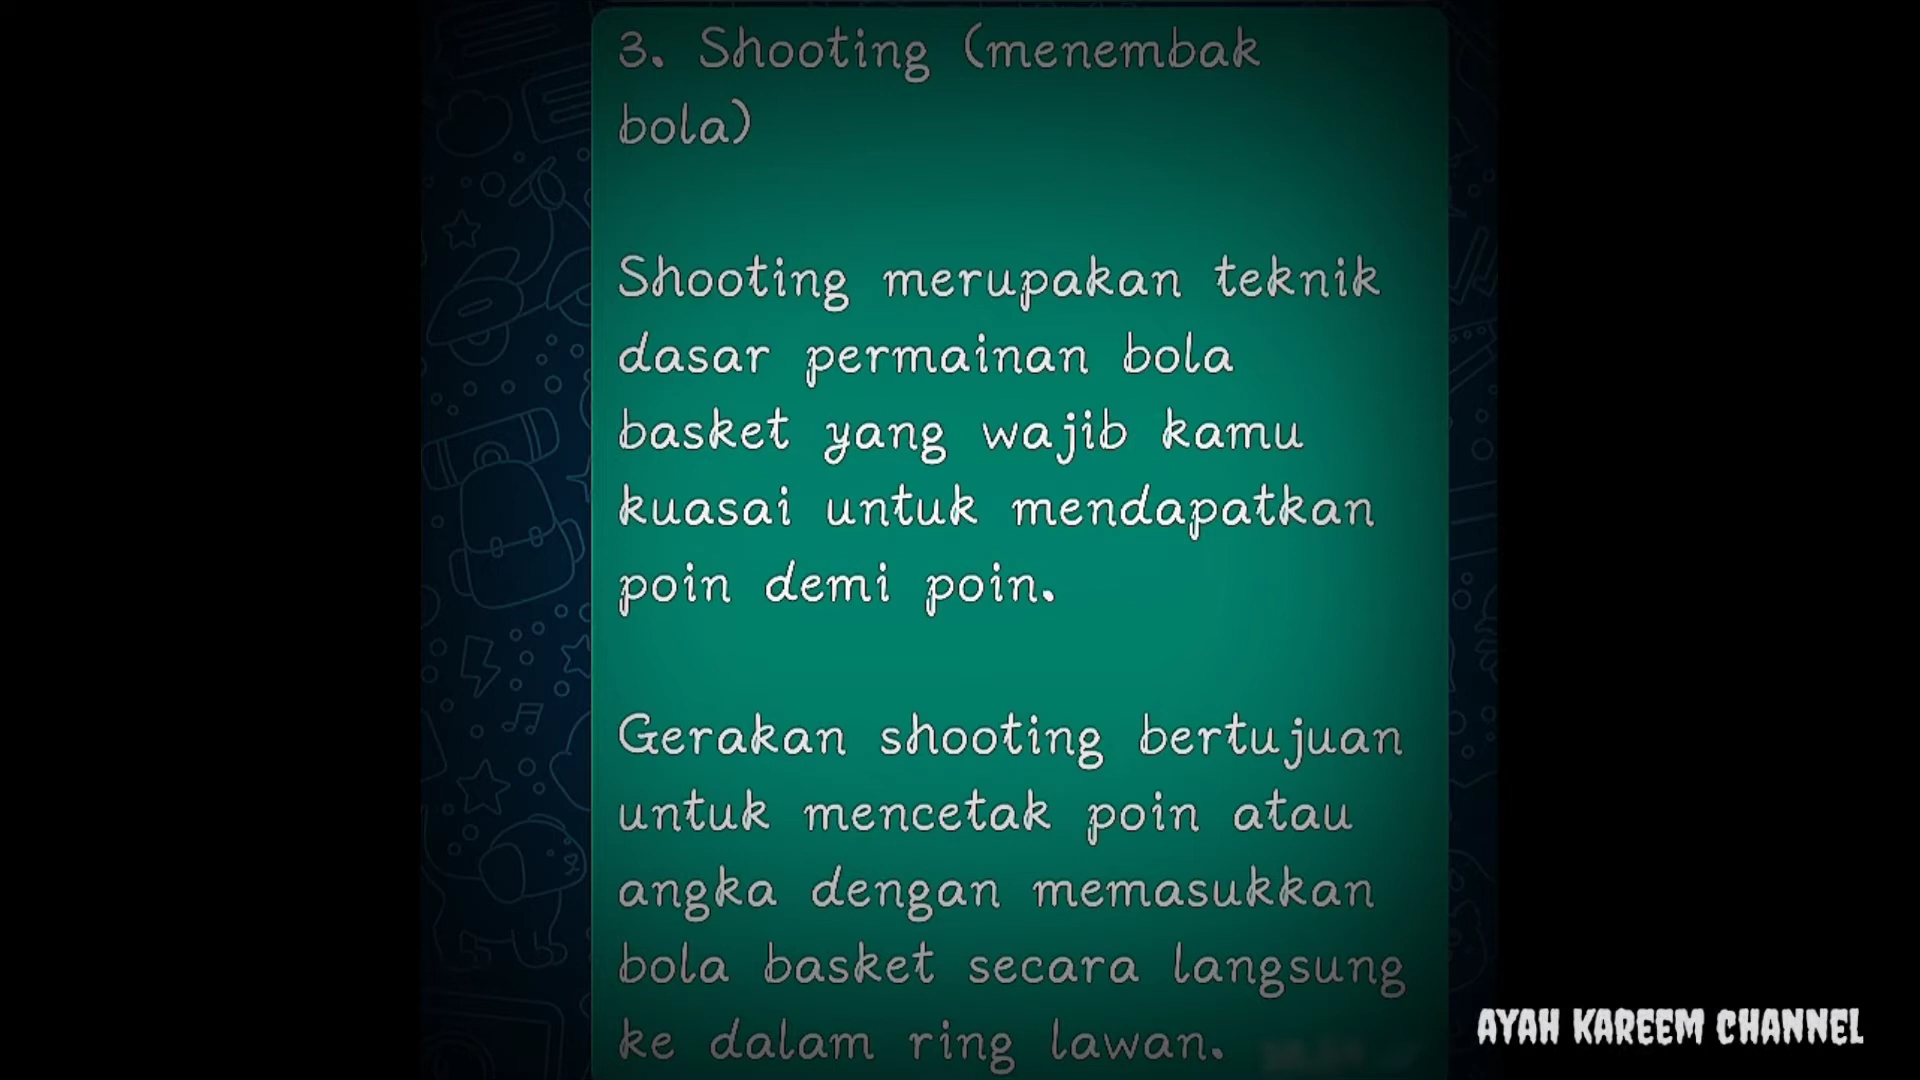 3. Shooting (menembak
bola)
Shooting merupakan teknik
dasar permainan bola
basket yang wajib kamu
kuasai untuk mendapatkan
poin demi poin.
Gerakan shooting bertujuan
untuk mencetak poin atau
angka dengan memasukkan
bola basket secara langsung
ke dalam ring lawan.
AYAH KAREEM CHANNEL